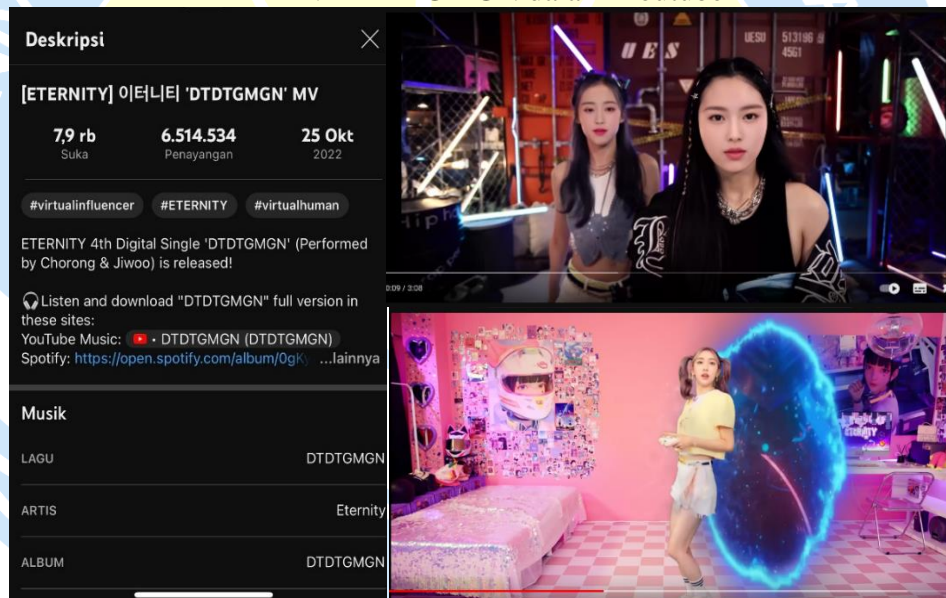 Deskripsi
[ETERNITY] 이터니티 'DTDTGMGN' MV
7,9 rb
6.514.534
25 Okt
Suka
Penayangan
2022
#virtualinfluencer
#ETERNITY
#virtualhuman
ETERNITY 4th Digital Single 'DTDTGMGN' (Performed
by Chorong & Jiwoo) is released!
🎧Listen and download "DTDTGMGN" full version in
these sites:
YouTube Music: • DTDTGMGN (DTDTGMGN)
Spotify: https://open.spotify.com/album/0gK ...lainnya
Musik
LAGU
DTDTGMGN
ARTIS
Eternity
ALBUM
DTDTGMGN
UES
UESU 513196
45G1
0:09 / 3:08
ETERNITY